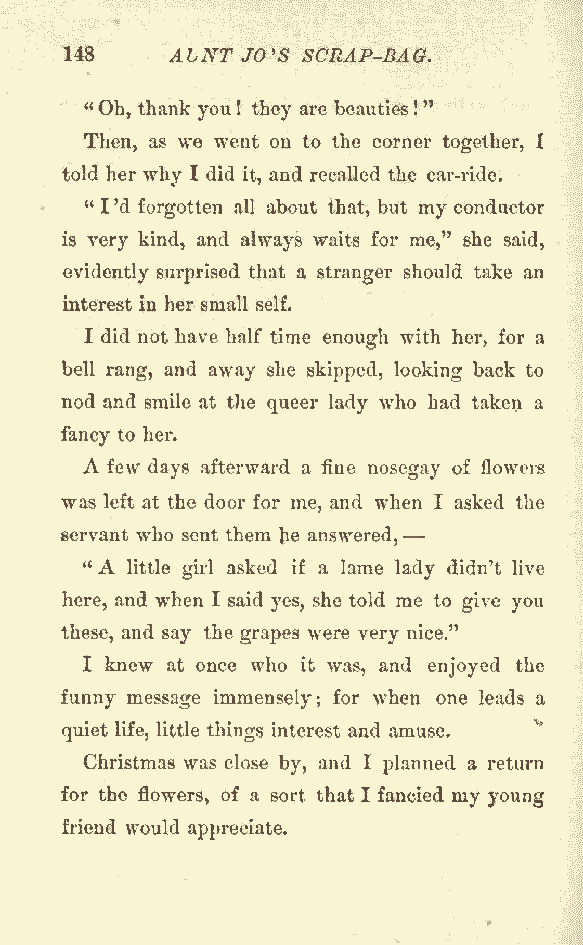 148 AUNT JO'S SCRAP-BAG.
"Oh, thank you! they are beauties!"
Then, as we went on to the corner together, I
told her why I did it, and recalled the car-ride.
"I'd forgotten all about that, but my conductor
is very kind, and always waits for me," she said,
evidently surprised that a stranger should take an
interest in her small self.
I did not have half time enough with her, for a
bell rang, and away she skipped, looking back to
nod and smile at the queer lady who had taken a
fancy to her.
A few days afterward a fine nosegay of flowers
was left at the door for me, and when I asked the
servant who sent them he answered, —
"A little girl asked if a lame lady didn't live
here, and when I said yes, she told me to give you
these, and say the grapes were very nice."
I knew at once who it was, and enjoyed the
funny message immensely; for when one leads a
quiet life, little things interest and amuse.
Christmas was close by, and I planned a return
for the flowers, of a sort that I fancied my young
friend would appreciate.